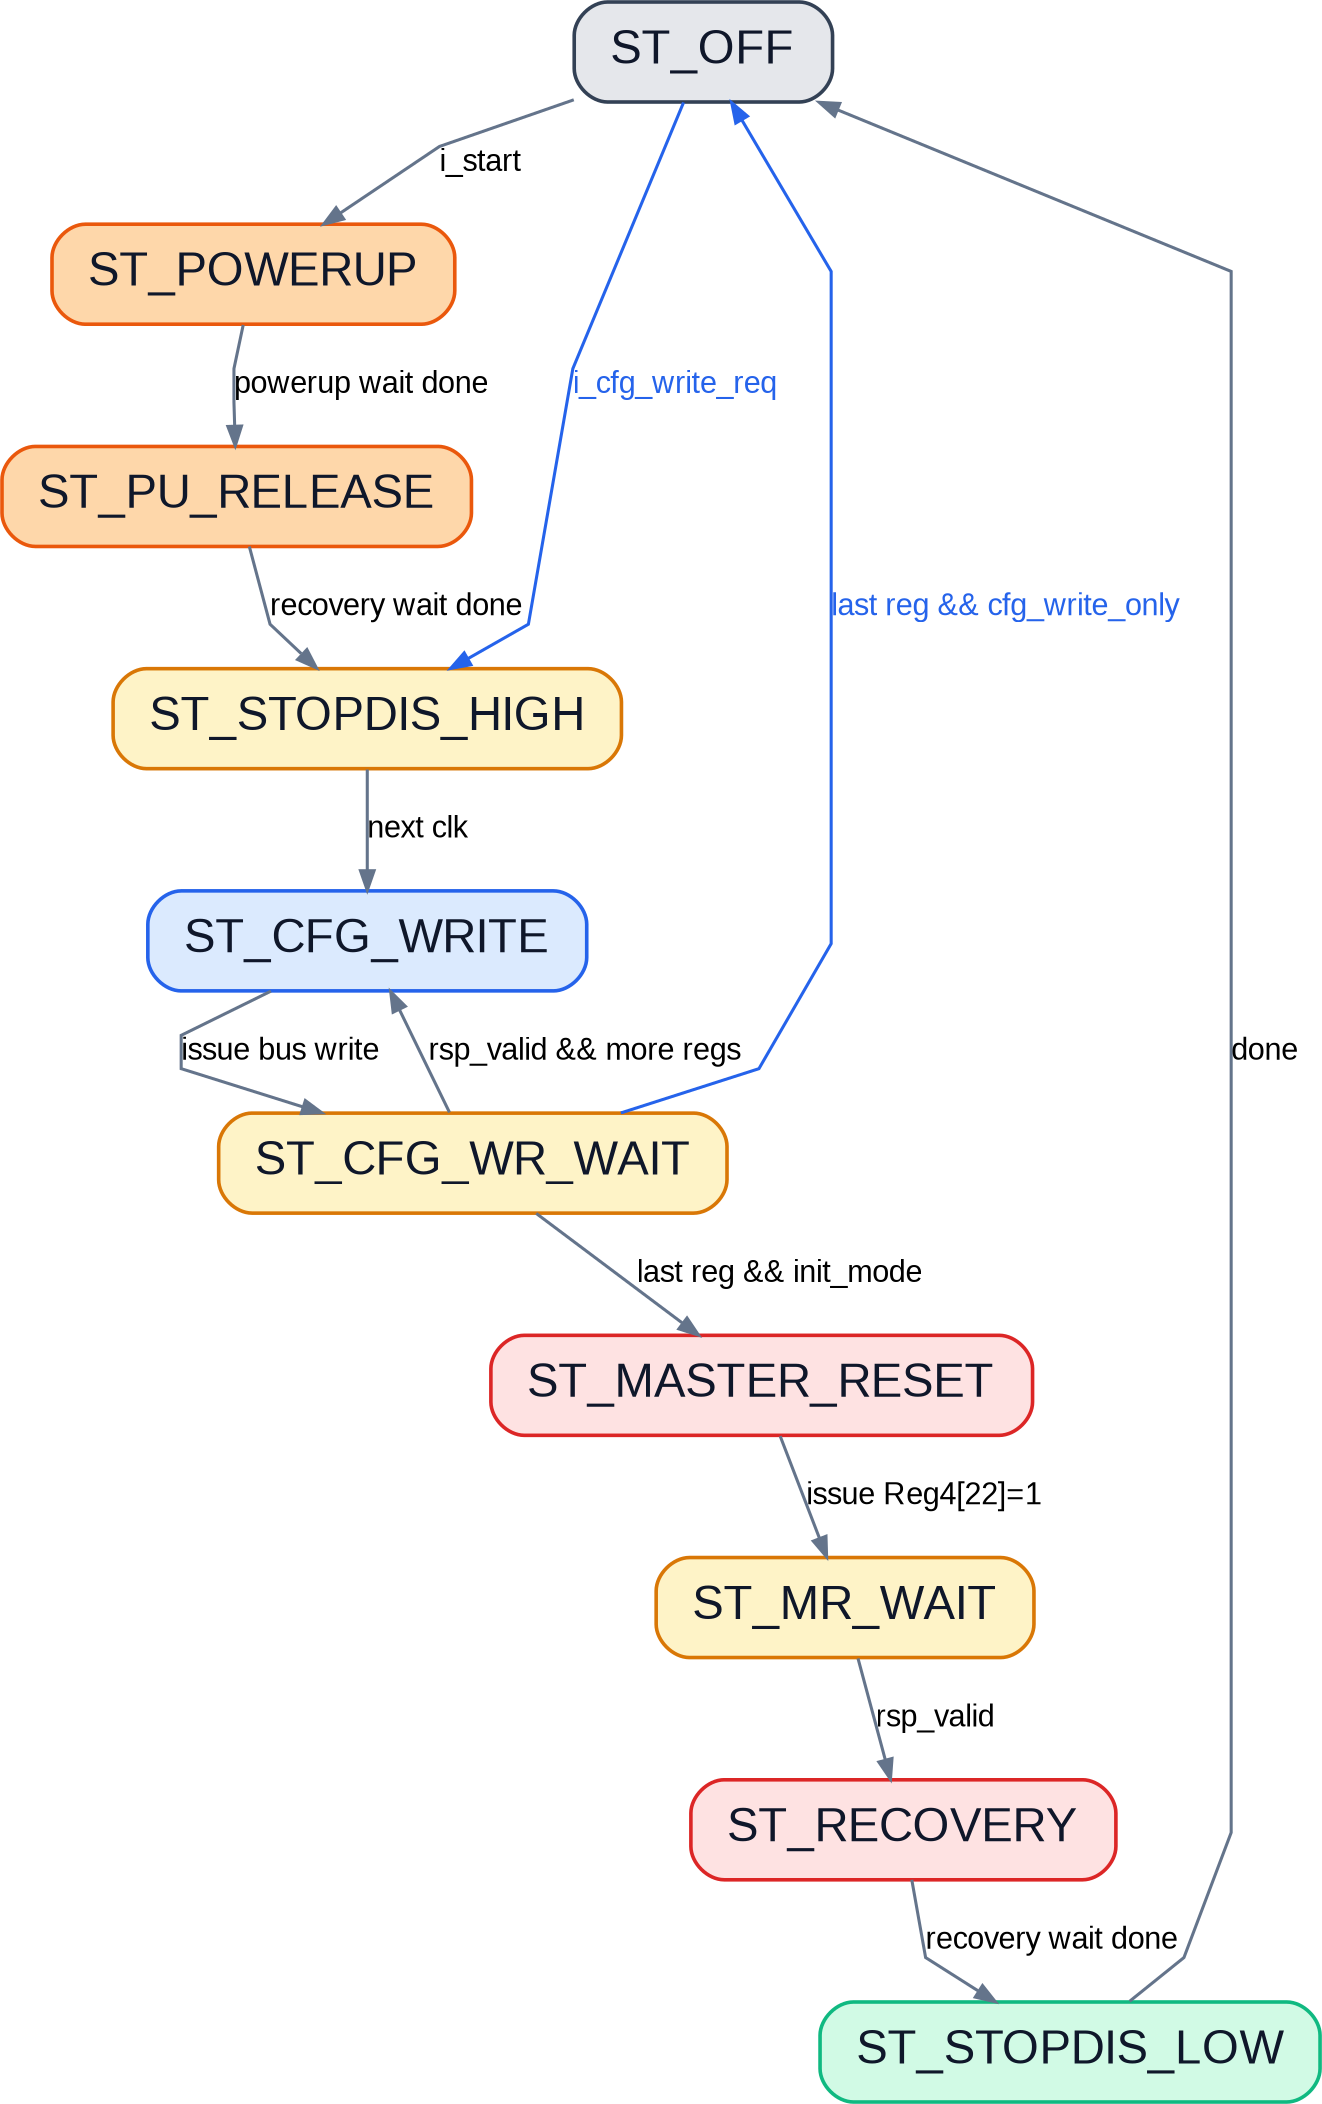 ST_OFF
i_start
ST_POWERUP
powerup wait done
i_cfg_write_req
ST_PU_RELEASE
recovery wait done
last reg && cfg_write_only
ST_STOPDIS_HIGH
next clk
ST_CFG_WRITE
issue bus write
rsp_valid && more regs
done
ST_CFG_WR_WAIT
last reg && init_mode
ST_MASTER_RESET
issue Reg4[22]=1
ST_MR_WAIT
rsp_valid
ST_RECOVERY
recovery wait done
ST_STOPDIS_LOW